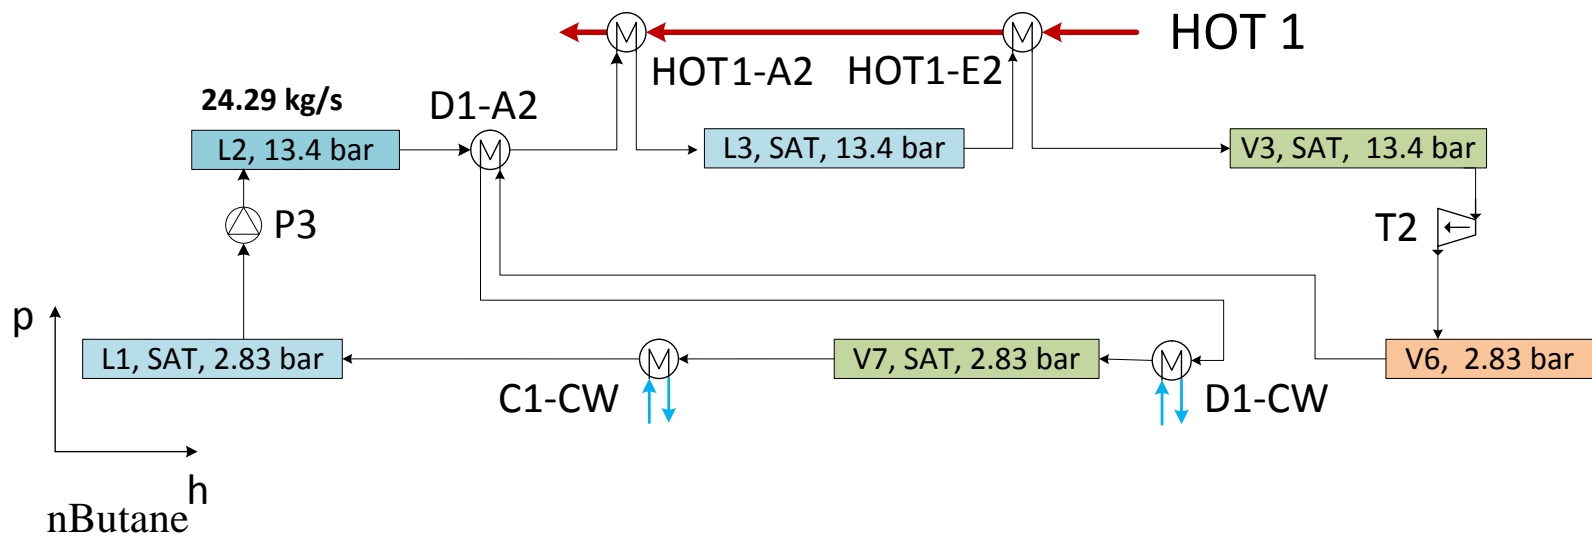 HOT 1
HOT1-A2
HOT1-E2
24.29 kg/s
D1-A2
L2, 13.4 bar
L3, SAT, 13.4 bar
V3, SAT,  13.4 bar
P3
T2
p
L1, SAT, 2.83 bar
V7, SAT, 2.83 bar
V6,  2.83 bar
C1-CW
D1-CW
h
nButane